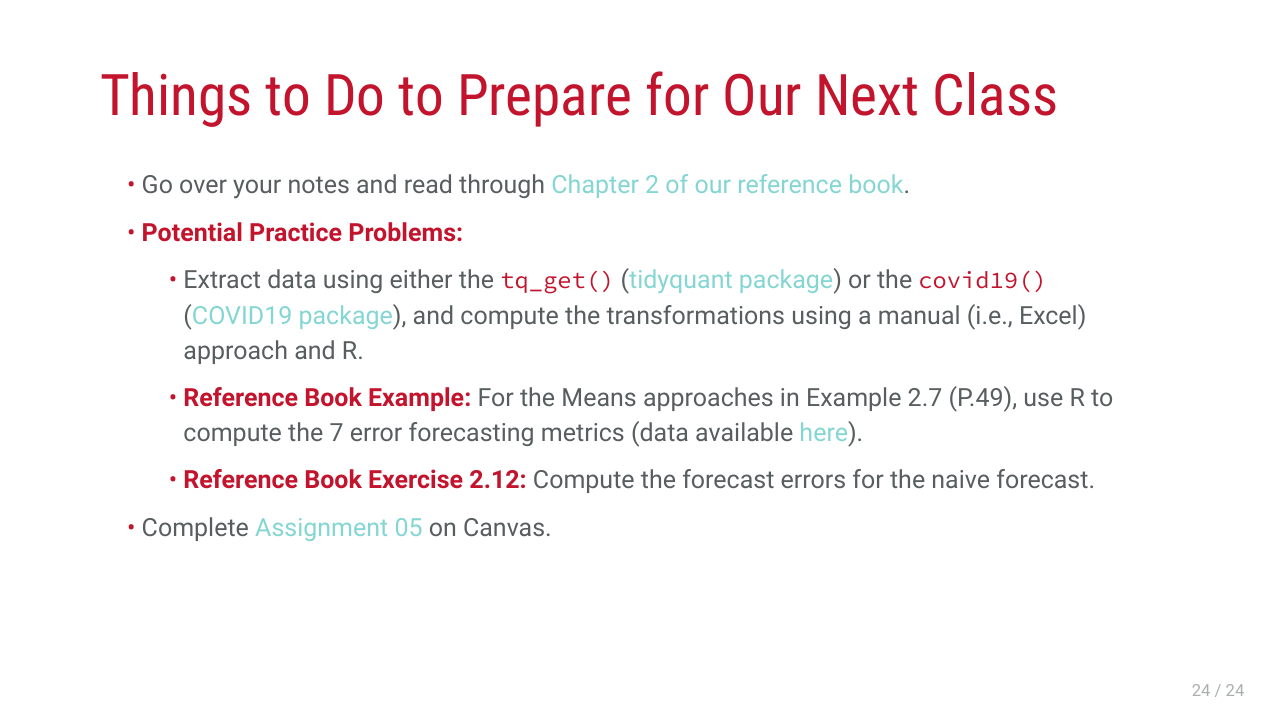 Things to Do to Prepare for Our Next Class
• Go over your notes and read through Chapter 2 of our reference book.
• Potential Practice Problems:
• Extract data using either the tq_get() (tidyquant package) or the covid19()
(COVID19 package), and compute the transformations using a manual (i.e., Excel)
approach and R.
• Reference Book Example: For the Means approaches in Example 2.7 (P.49), use R to
compute the 7 error forecasting metrics (data available here).
• Reference Book Exercise 2.12: Compute the forecast errors for the naive forecast.
• Complete Assignment 05 on Canvas.
24 / 24